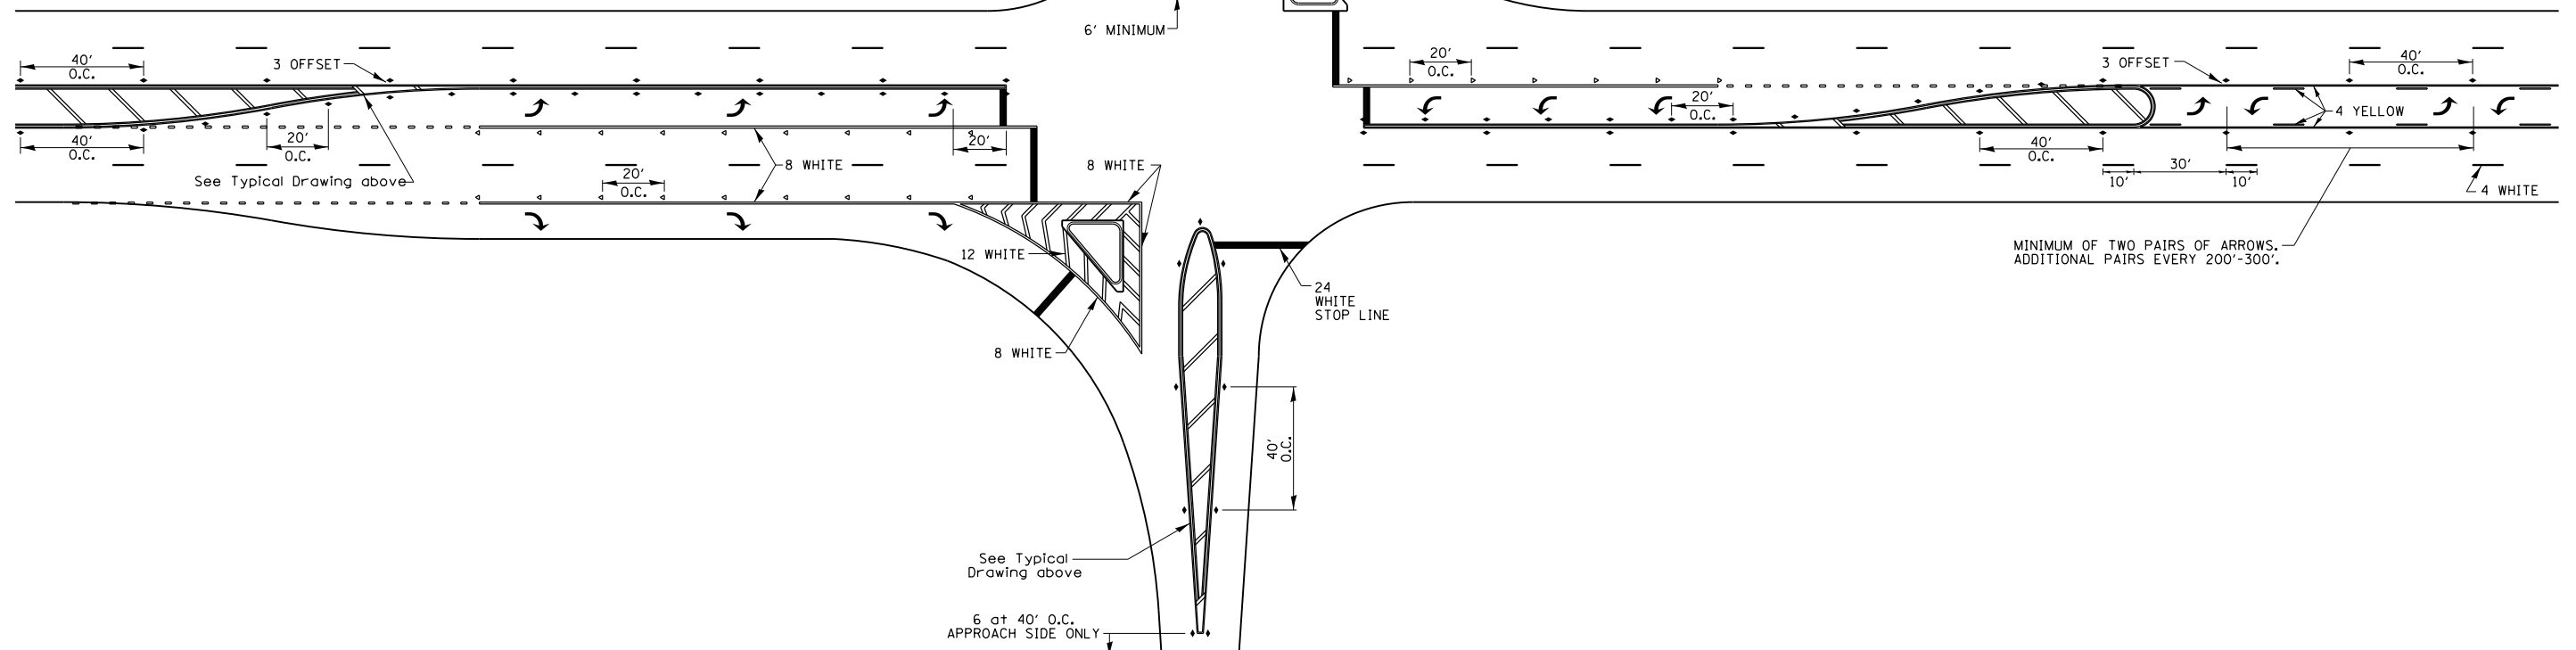 6' MINIMUM
40'
O.C.
3 OFFSET
20'
O.C.
3 OFFSET
40'
O.C.
20'
O.C.
4 YELLOW
40'
O.C.
20'
O.C.
See Typical Drawing above
20'
O.C.
8 WHITE
20'
8 WHITE
40'
O.C.
10'
30'
10'
4 WHITE
12 WHITE
MINIMUM OF TWO PAIRS OF ARROWS.
ADDITIONAL PAIRS EVERY 200'-300'.
24
WHITE
STOP LINE
8 WHITE
40'
O.C.
See Typical
Drawing above
6 at 40' O.C.
APPROACH SIDE ONLY